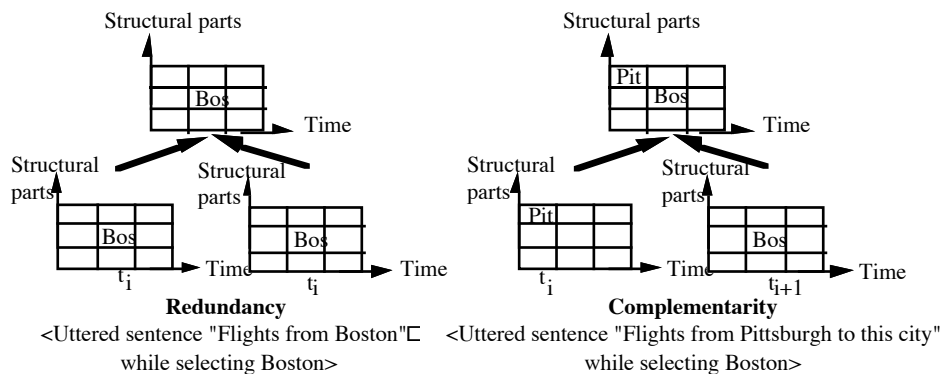 Structural parts
Bos
Time
Structural
parts
Bos
Time
t i
Structural
parts
Bos
Time
t i
Redundancy
<Uttered sentence "Flights from Boston"
while selecting Boston>
Structural parts
Pit
Bos
Time
Structural
parts
Pit
Time
t i
Structural
parts
Bos
Time
t i+1
Complementarity
<Uttered sentence "Flights from Pittsburgh to this city"
while selecting Boston>